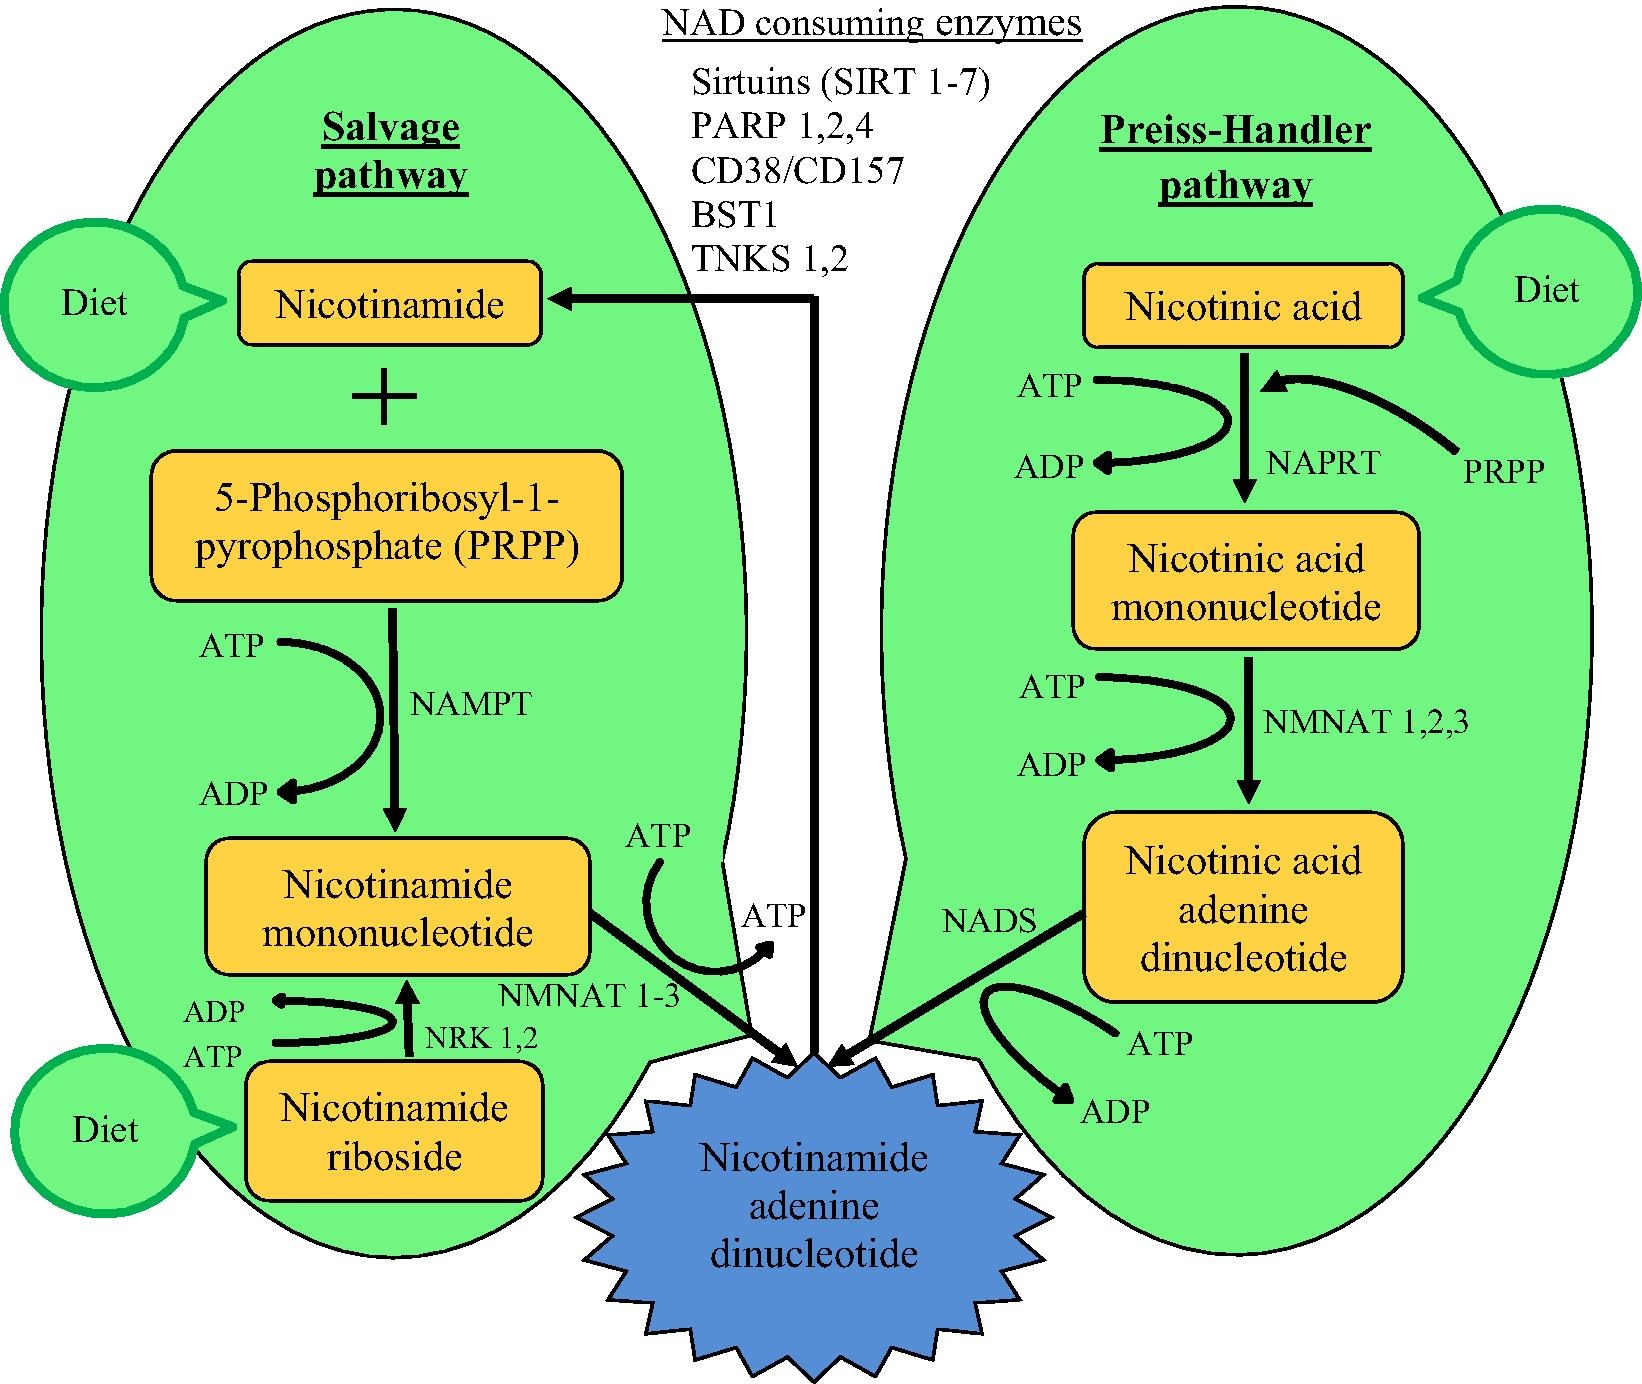 NAD consuming enzymes
Sirtuins (SIRT 1-7)
PARP 1,2,4
CD38/CD157
BST1
TNKS 1,2
Salvage
pathway
Diet
Nicotinamide
5-Phosphoribosyl-1-
pyrophosphate (PRPP)
ATP
NAMPT
ADP
Nicotinamide
mononucleotide
ATP
ATP
NMNAT 1-3
ADP
ATP
NRK 1,2
Diet
Nicotinamide
riboside
Preiss-Handler
pathway
Diet
Nicotinic acid
ATP
ADP
NAPRT
PRPP
Nicotinic acid
mononucleotide
ATP
NMNAT 1,2,3
ADP
Nicotinic acid
adenine
dinucleotide
NADS
ATP
ADP
Nicotinamide
adenine
dinucleotide